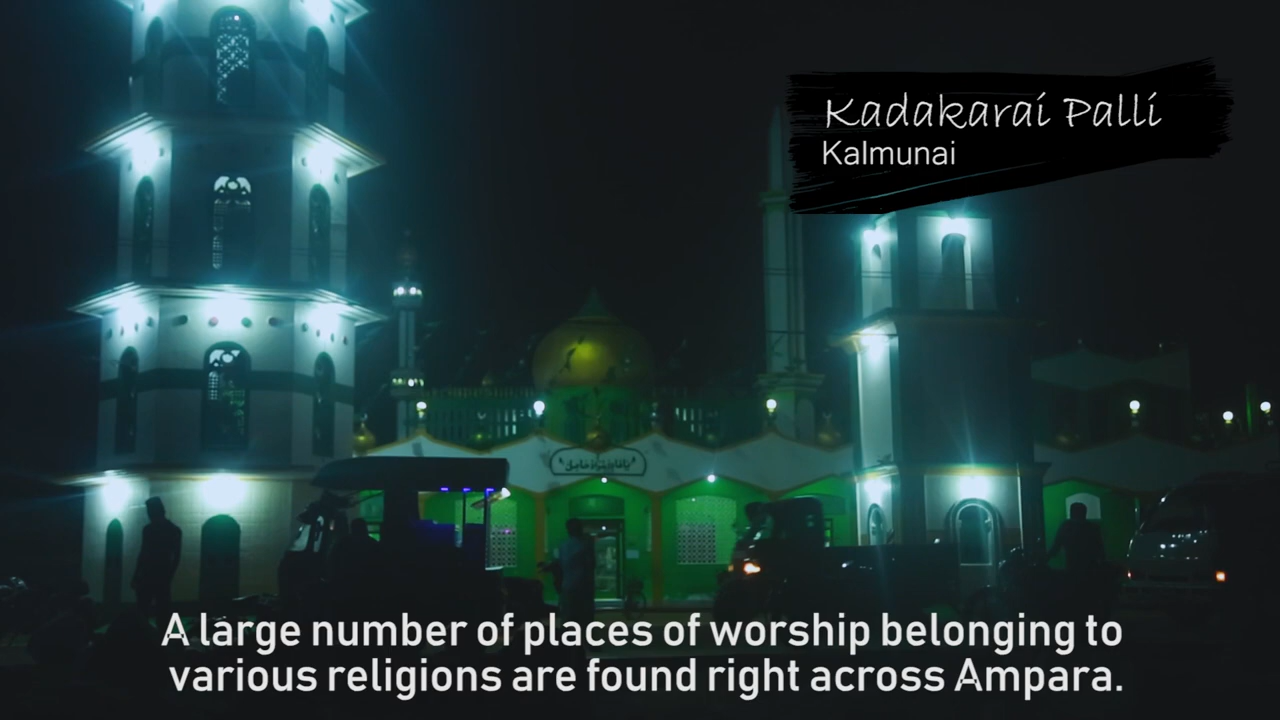 Kadakarai Palli
Kalmunai
A large number of places of worship belonging to
various religions are found right across Ampara.